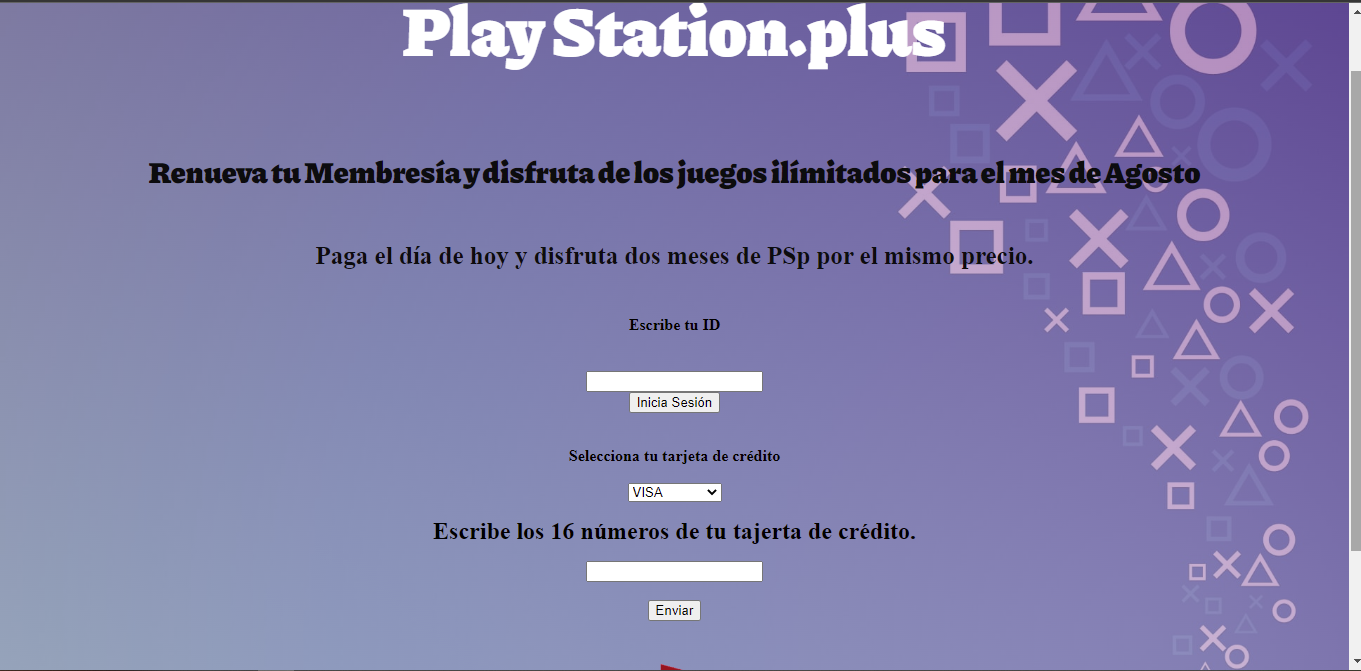 PlayStation.plus
Renueva tu Membresía y disfruta de los juegos ilímitados para el mes de Agosto
Paga el día de hoy y disfruta dos meses de PSp por el mismo precio.
Escribe tu ID
Inicia Sesión
Selecciona tu tarjeta de crédito
VISA
Escribe los 16 números de tu tajerta de crédito.
Enviar